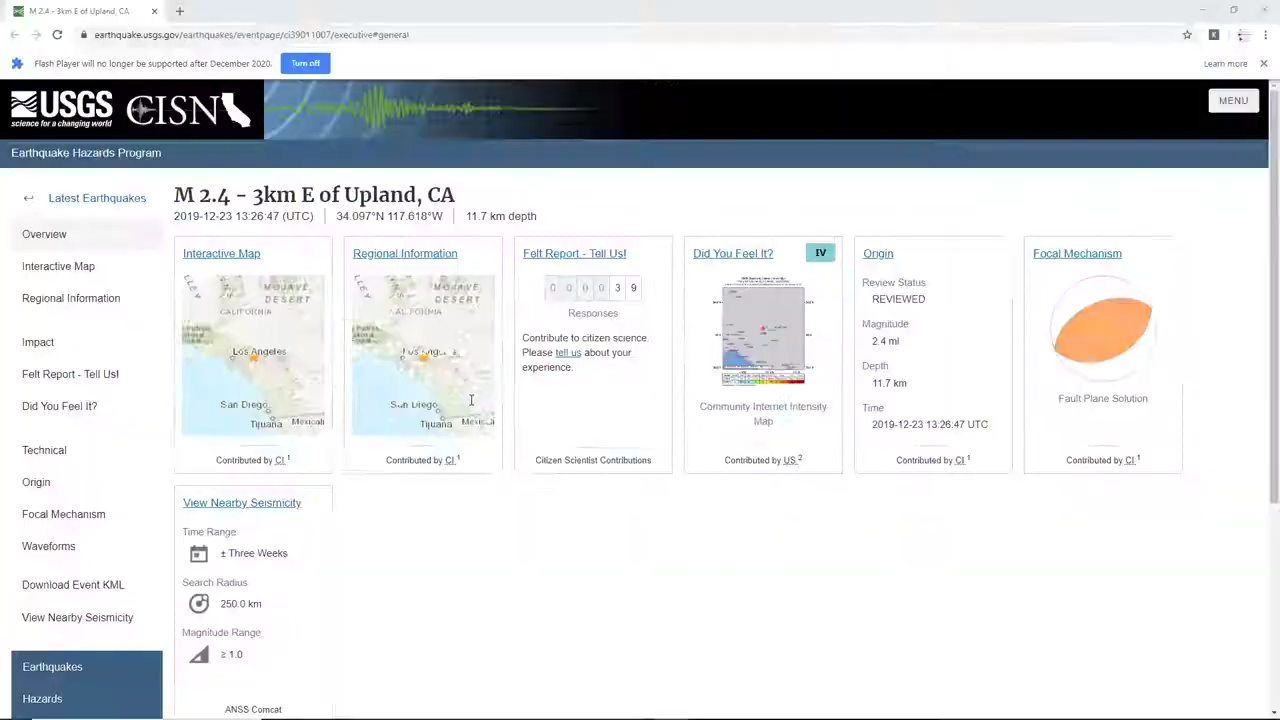 M 2.4 - 3km E of Upland, CA
earthquake.usgs.gov/earthquakes/eventpage/ci39011007/executive#general
Flash Player will no longer be supported after December 2020.
Turn off
Learn more
USGS
science for a changing world
CISN
MENU
Earthquake Hazards Program
Latest Earthquakes
Overview
Interactive Map
Regional Information
Impact
Felt Report - Tell Us!
Did You Feel It?
Technical
Origin
Focal Mechanism
Waveforms
Download Event KML
View Nearby Seismicity
Earthquakes
Hazards
M 2.4 - 3km E of Upland, CA
2019-12-23 13:26:47 (UTC)
34.097°N 117.618°W
11.7 km depth
Interactive Map
MOJAVE
DESERT
CALIFORNIA
Los Angeles
San Diego
Tijuana
Mexicali
Contributed by CI 1
Regional Information
MOJAVE
DESERT
CALIFORNIA
Los Angeles
San Diego
Tijuana
Mexicali
Contributed by CI 1
Felt Report - Tell Us!
0 0 0 0 3 9
Responses
Contribute to citizen science.
Please tell us about your
experience.
Citizen Scientist Contributions
Did You Feel It?
IV
Community Internet Intensity
Map
Contributed by US 2
Origin
Review Status
REVIEWED
Magnitude
2.4 ml
Depth
11.7 km
Time
2019-12-23 13:26:47 UTC
Contributed by CI 1
Focal Mechanism
Fault Plane Solution
Contributed by CI 1
View Nearby Seismicity
Time Range
± Three Weeks
Search Radius
250.0 km
Magnitude Range
≥ 1.0
ANSS Comcat